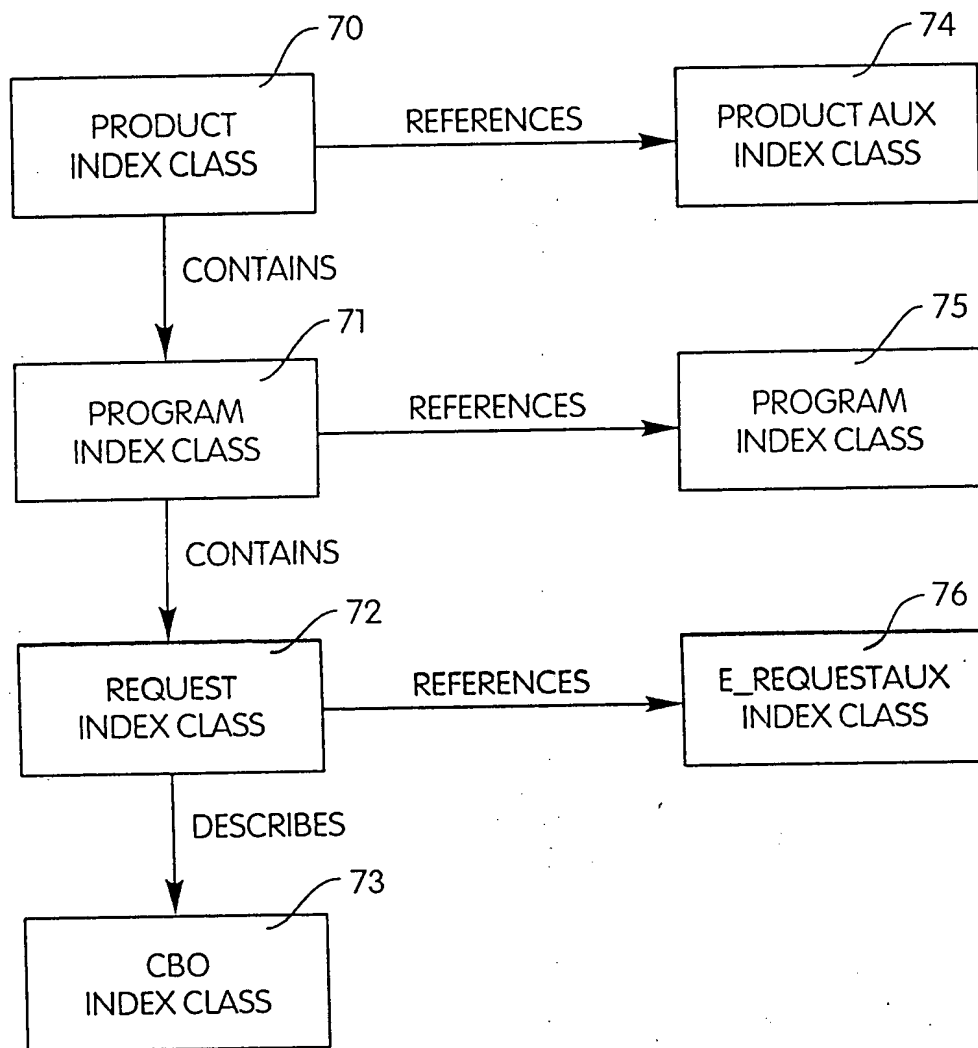 70
74
PRODUCT
INDEX CLASS
REFERENCES
PRODUCT AUX
INDEX CLASS
CONTAINS
71
75
PROGRAM
INDEX CLASS
REFERENCES
PROGRAM
INDEX CLASS
CONTAINS
72
76
REQUEST
INDEX CLASS
REFERENCES
E_REQUESTAUX
INDEX CLASS
DESCRIBES
73
CBO
INDEX CLASS